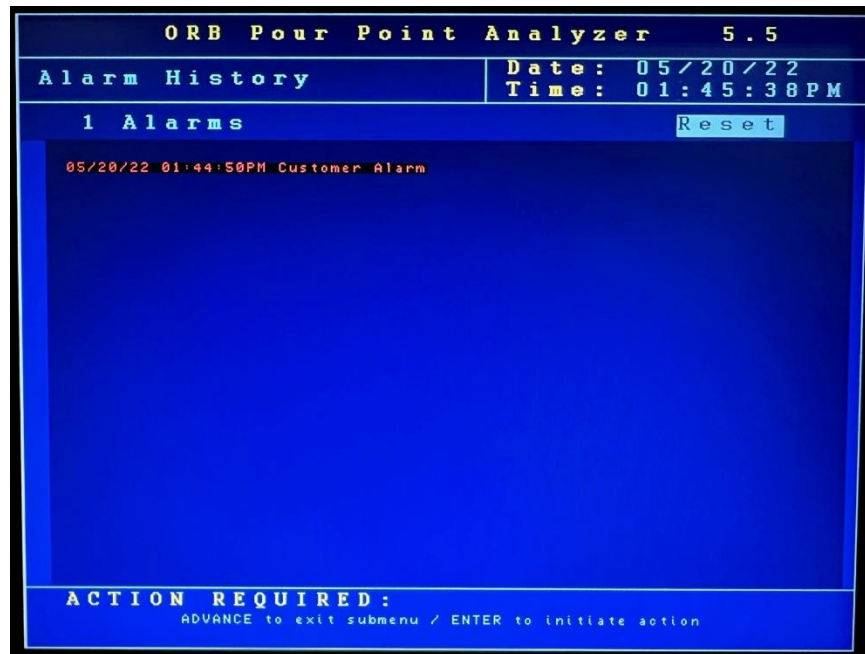 ORB Pour Point Analyzer 5.5
Alarm History
Date: 05/20/22
Time: 01:45:38PM
1 Alarms
Reset
05/20/22 01:44:50PM Customer Alarm
ACTION REQUIRED:
ADVANCE to exit submenu / ENTER to initiate action